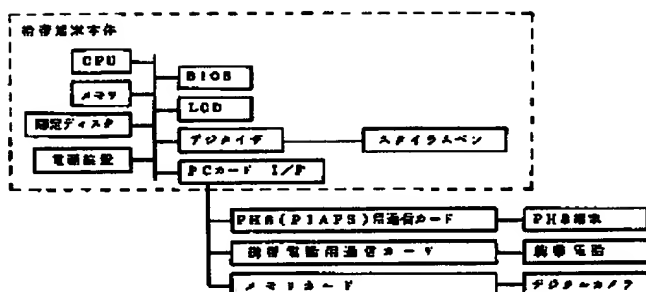 携帯端末本体
CPU
BIOS
メモリ
LCD
固定ディスク
デジタイザ
スタイラスペン
電源装置
PCカード I/F
PHS(PIAFS)用通信カード
PHS端末
携帯電話用通信カード
携帯電話
メモリカード
デジタルカメラ